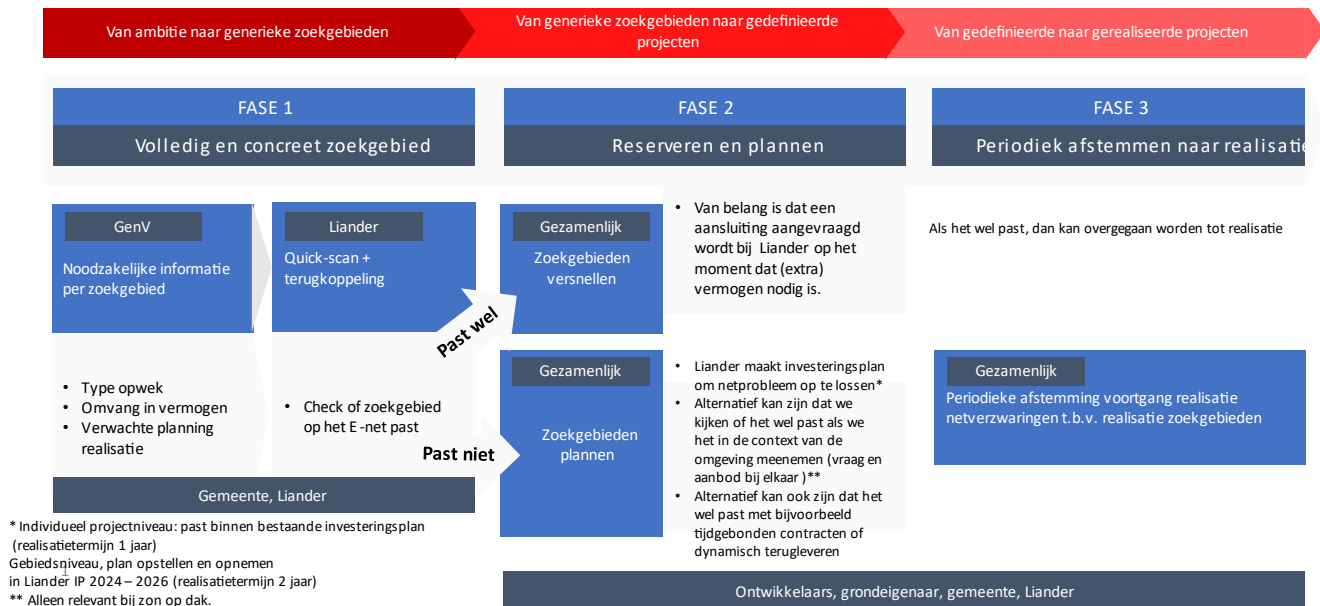 Van ambitie naar generieke zoekgebieden
Van generieke zoekgebieden naar gedefinieerde
projecten
Van gedefinieerde naar gerealiseerde projecten
FASE 1
Volledig en concreet zoekgebied
FASE 2
Reserveren en plannen
FASE 3
Periodiek afstemmen naar realisatie
GenV
Noodzakelijke informatie
per zoekgebied
Liander
Quick-scan +
terugkoppeling
• Type opwek
• Omvang in vermogen
• Verwachte planning
realisatie
• Check of zoekgebied
op het E-net past
Gemeente, Liander
Past wel
Past niet
Gezamenlijk
Zoekgebieden
versnellen
• Van belang is dat een
aansluiting aangevraagd
wordt bij Liander op het
moment dat (extra)
vermogen nodig is.
Gezamenlijk
Zoekgebieden
plannen
• Liander maakt investeringsplan
om netprobleem op te lossen*
• Alternatief kan zijn dat we
kijken of het wel past als we
het in de context van de
omgeving meenemen (vraag en
aanbod bij elkaar )**
• Alternatief kan ook zijn dat het
wel past met bijvoorbeeld
tijdgebonden contracten of
dynamisch terugleveren
Als het wel past, dan kan overgegaan worden tot realisatie
Gezamenlijk
Periodieke afstemming voortgang realisatie
netverzwaringen t.b.v. realisatie zoekgebieden
Ontwikkelaars, grondeigenaar, gemeente, Liander
* Individueel projectniveau: past binnen bestaande investeringsplan
(realisatietermijn 1 jaar)
Gebiedsniveau, plan opstellen en opnemen
in Liander IP 2024 – 2026 (realisatietermijn 2 jaar)
** Alleen relevant bij zon op dak.
1